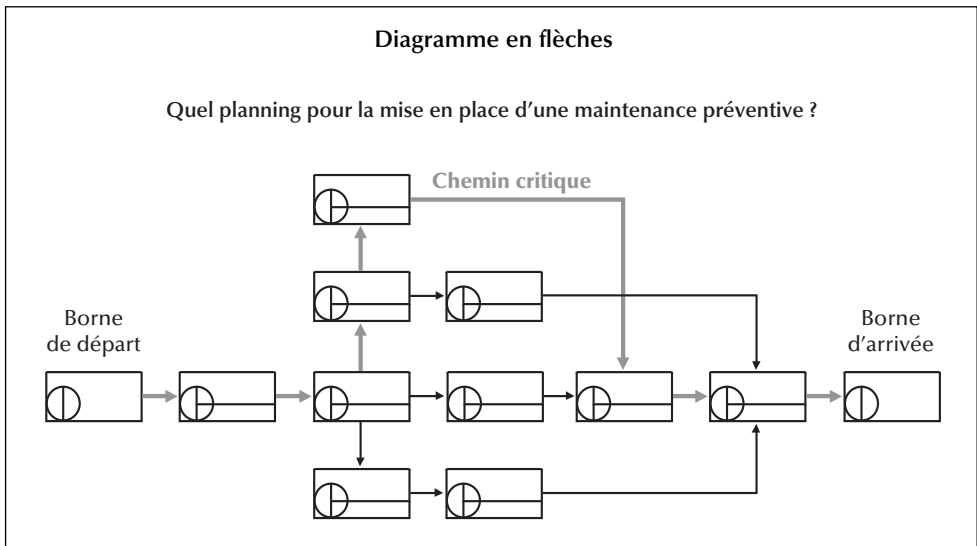 Diagramme en flèches
Quel planning pour la mise en place d’une maintenance préventive ?
Chemin critique
Borne
de départ
Borne
d’arrivée